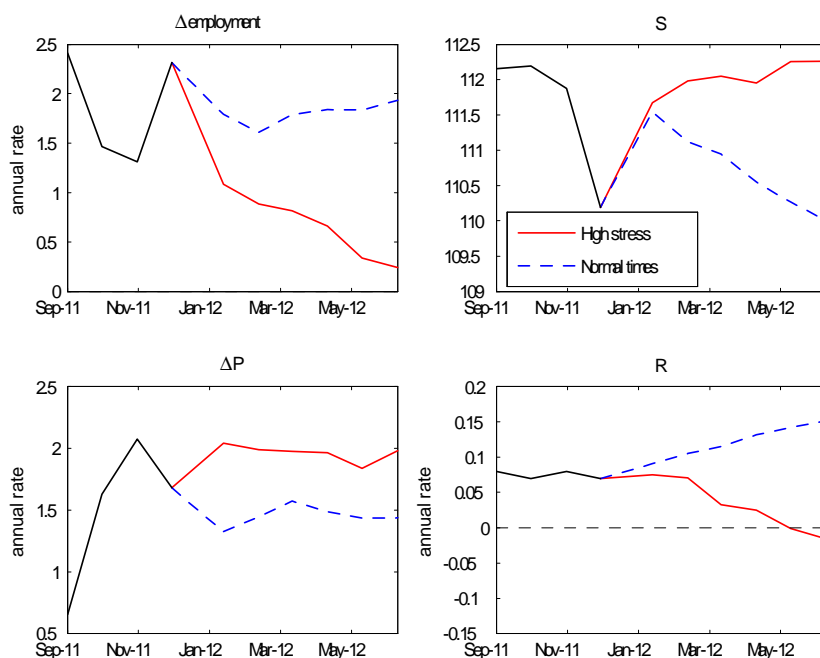 Δemployment
2.5
2
1.5
1
0.5
0
annual rate
Sep-11 Nov-11 Jan-12 Mar-12 May-12
S
112.5
112
111.5
111
110.5
110
109.5
109
High stress
Normal times
Sep-11 Nov-11 Jan-12 Mar-12 May-12
ΔP
2.5
2
1.5
1
0.5
annual rate
Sep-11 Nov-11 Jan-12 Mar-12 May-12
R
0.2
0.15
0.1
0.05
0
-0.05
-0.1
-0.15
annual rate
Sep-11 Nov-11 Jan-12 Mar-12 May-12